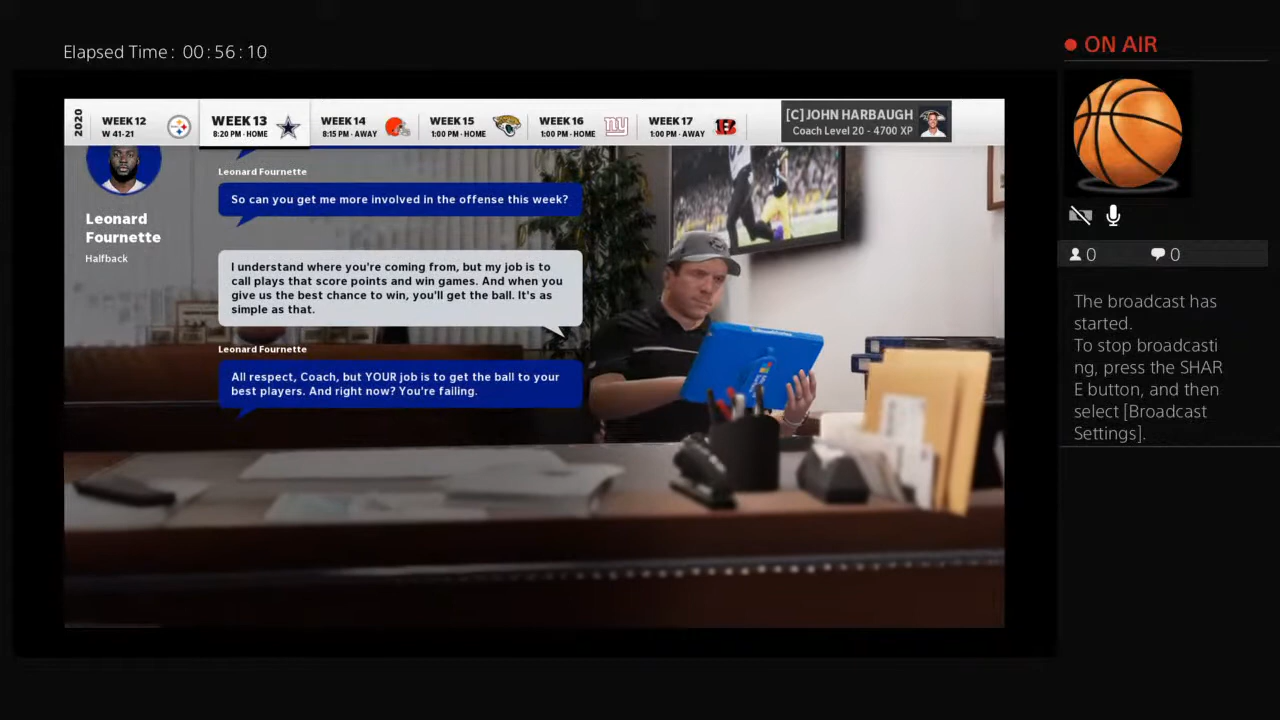 Elapsed Time: 00:56:10
ON AIR
2020
WEEK 12
W 41-21
WEEK 13
8:20 PM - HOME
WEEK 14
8:15 PM - AWAY
WEEK 15
1:00 PM - HOME
WEEK 16
1:00 PM - HOME
WEEK 17
1:00 PM - AWAY
[C] JOHN HARBAUGH
Coach Level 20 - 4700 XP
Leonard
Fournette
Halfback
Leonard Fournette
So can you get me more involved in the offense this week?
I understand where you're coming from, but my job is to
call plays that score points and win games. And when you
give us the best chance to win, you'll get the ball. It's as
simple as that.
Leonard Fournette
All respect, Coach, but YOUR job is to get the ball to your
best players. And right now? You're failing.
0
0
The broadcast has
started.
To stop broadcasti
ng, press the SHAR
E button, and then
select [Broadcast
Settings].